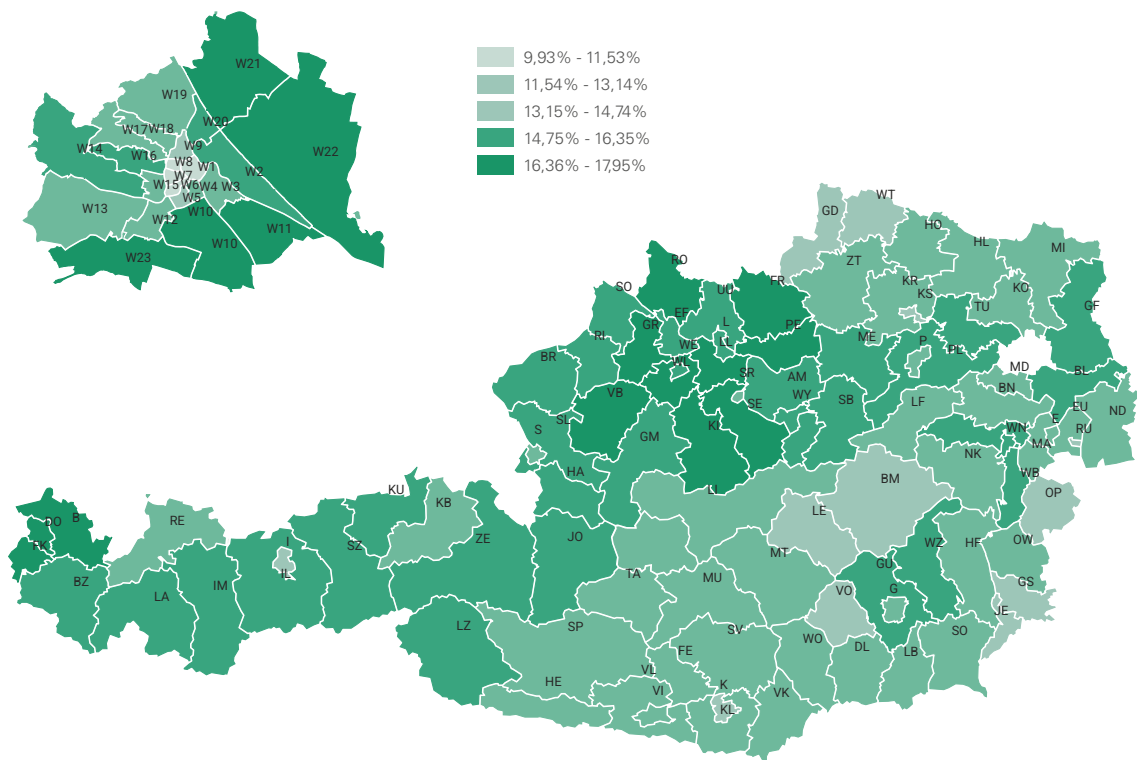 W21
W19
W20
W17
W18
W14
W16
W9
W22
W8
W1
W2
W7
W15
W6
W4
W3
W5
W13
W12
W10
W10
W11
W23
9,93% - 11,53%
11,54% - 13,14%
13,15% - 14,74%
14,75% - 16,35%
16,36% - 17,95%
WT
GD
HO
HL
MI
RO
ZT
FR
KR
KS
KO
SO
UU
EF
TU
GF
GR
L
PE
RI
WE
LL
ME
P
PL
BR
WL
SR
MD
BL
AM
BN
VB
WY
SE
SB
LF
EU
ND
SL
E
S
GM
KI
WN
RU
MA
NK
HA
WB
LI
BM
OP
KU
KB
LE
DO
B
RE
I
SZ
ZE
JO
MT
WZ
HF
OW
FK
IL
GU
BZ
LA
IM
TA
MU
VO
G
GS
JE
LZ
SP
SV
WO
DL
LB
SO
FE
VL
HE
VI
K
VK
KL